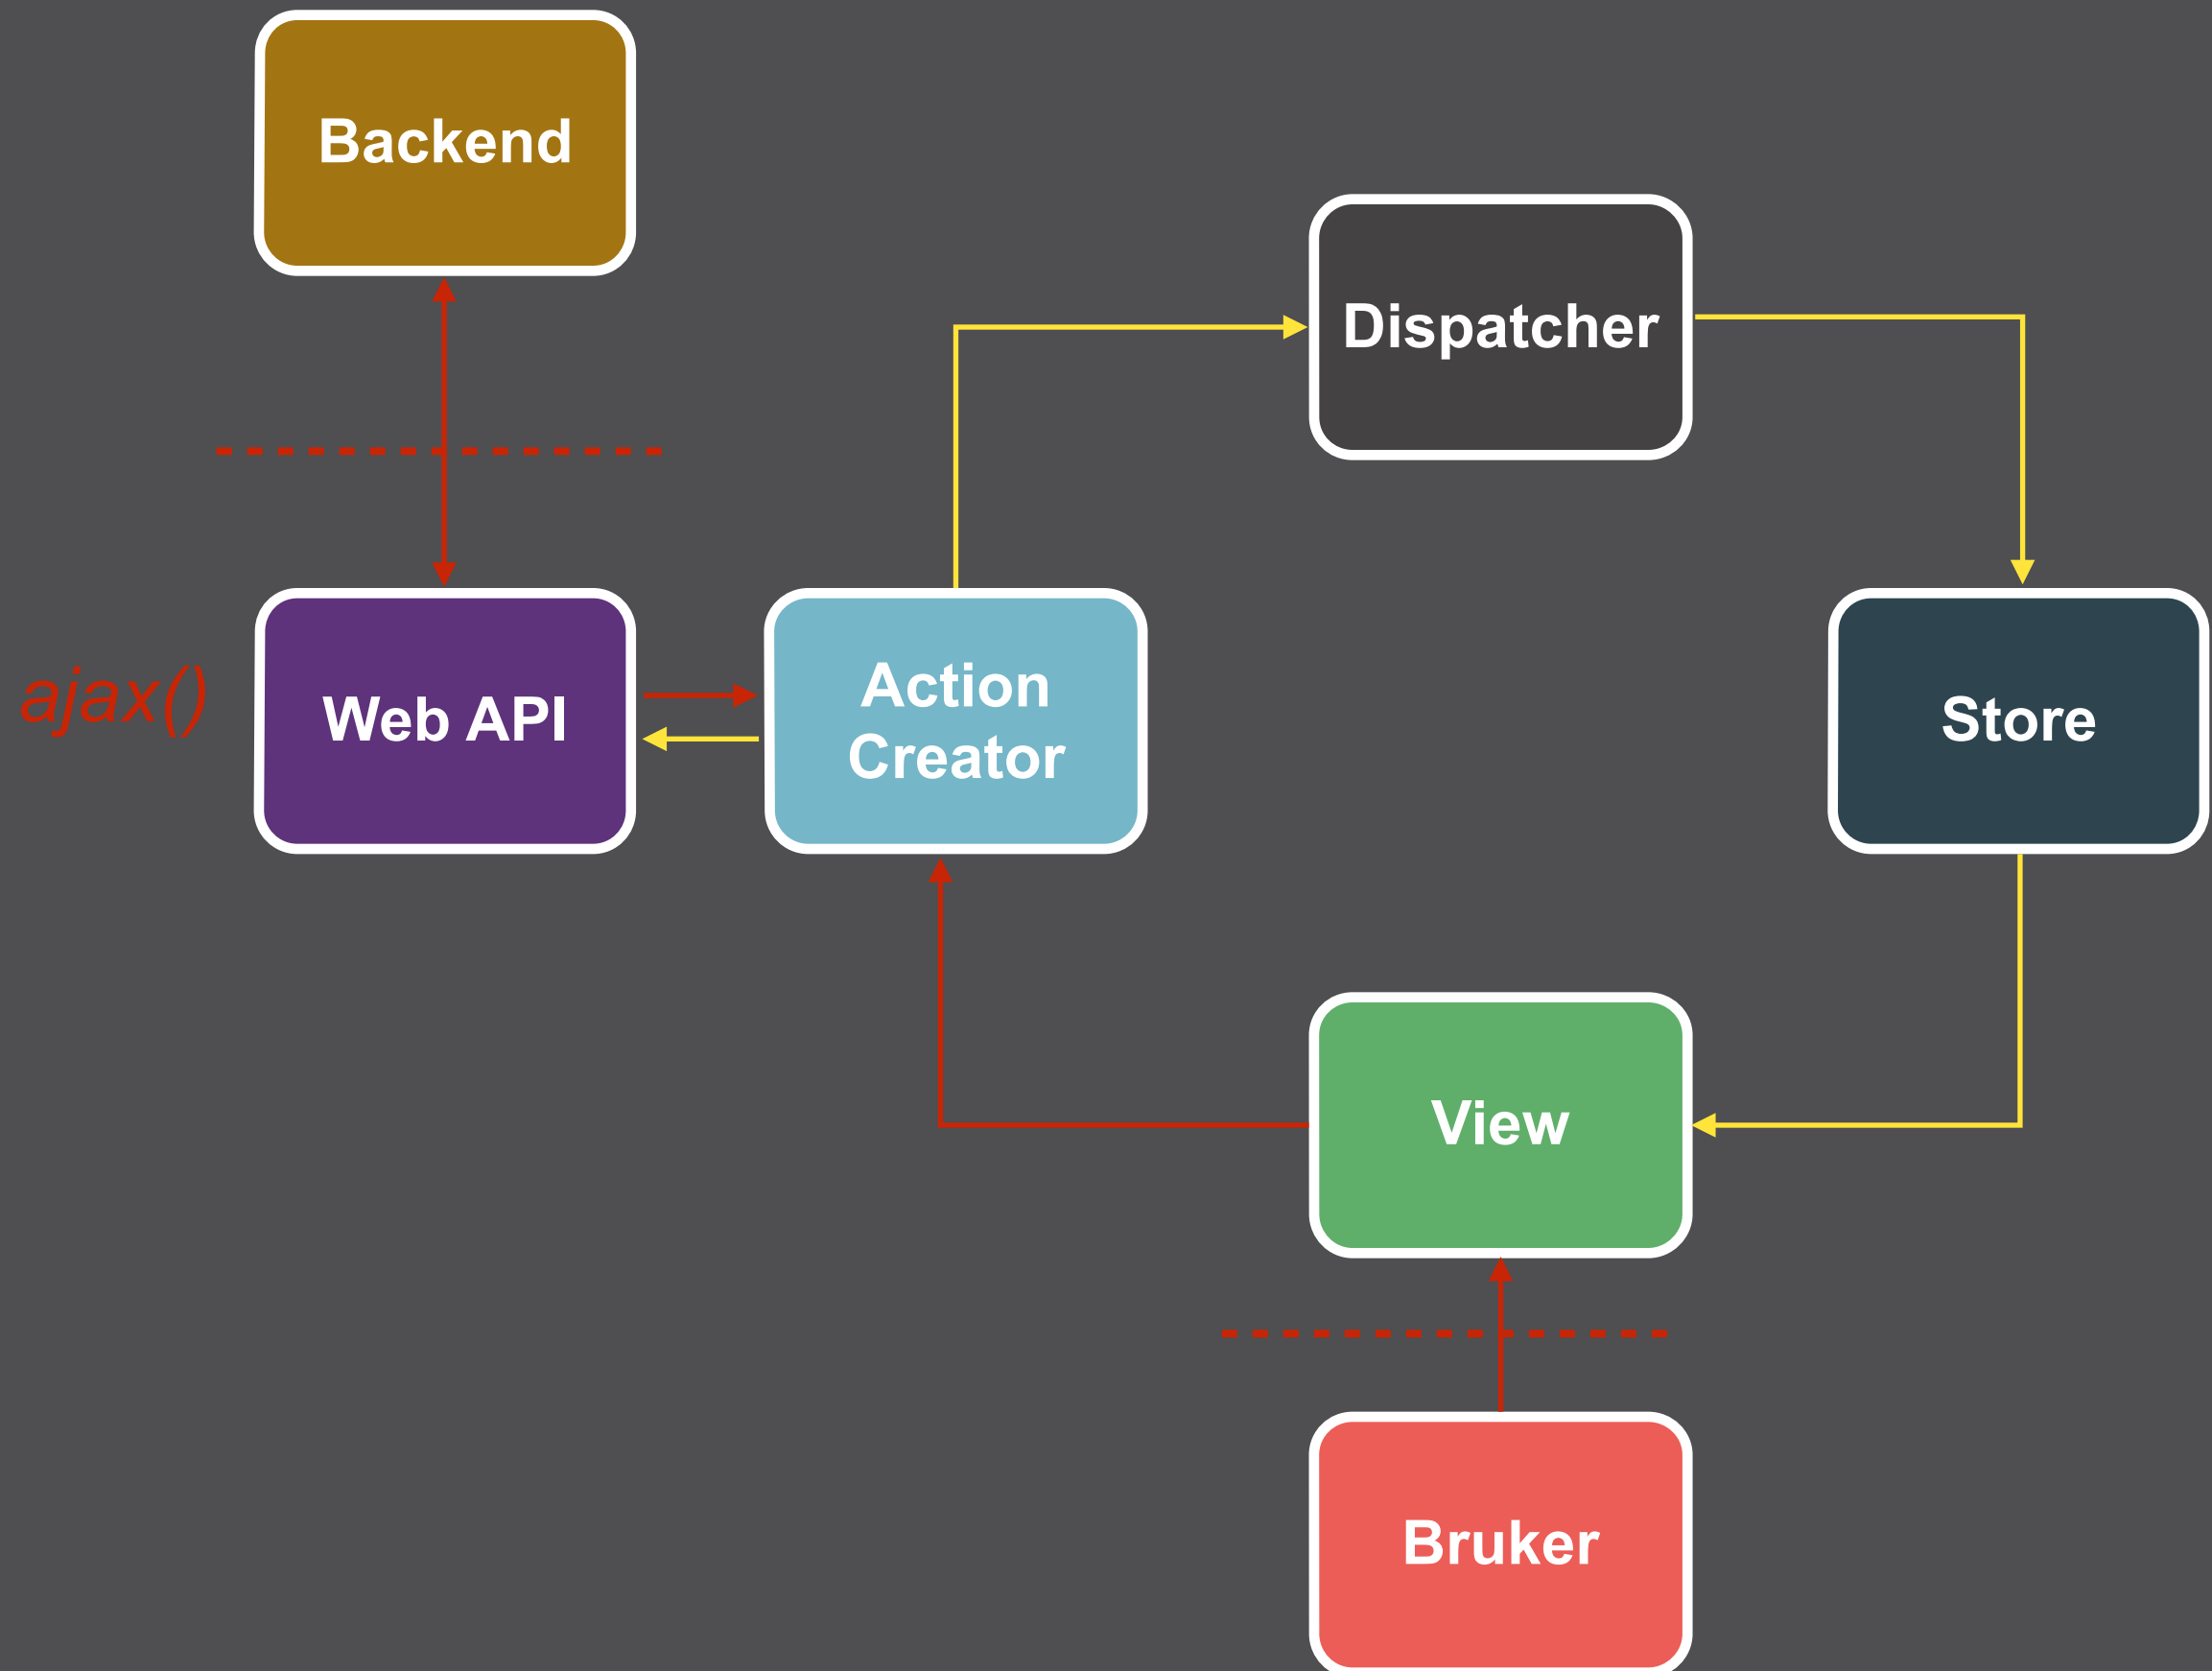 Backend
Dispatcher
ajax()
Web API
Action
Creator
Store
View
Bruker